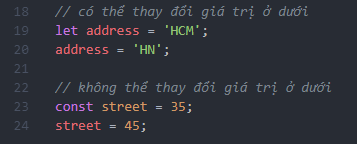 18 // có thể thay đổi giá trị ở dưới
19 let address = 'HCM';
20 address = 'HN';
21
22 // không thể thay đổi giá trị ở dưới
23 const street = 35;
24 street = 45;